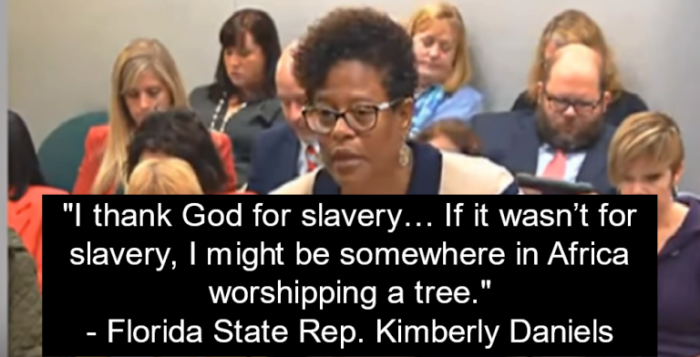 "I thank God for slavery… If it wasn’t for
slavery, I might be somewhere in Africa
worshipping a tree."
- Florida State Rep. Kimberly Daniels